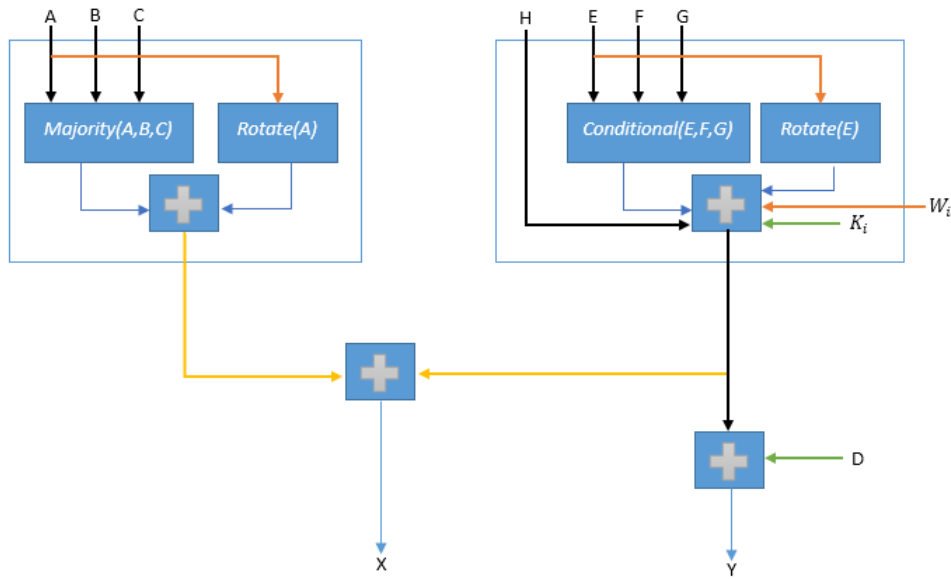 A B C
H E F G
Majority(A,B,C)
Rotate(A)
Conditional(E,F,G)
Rotate(E)
W_i
K_i
D
X
Y